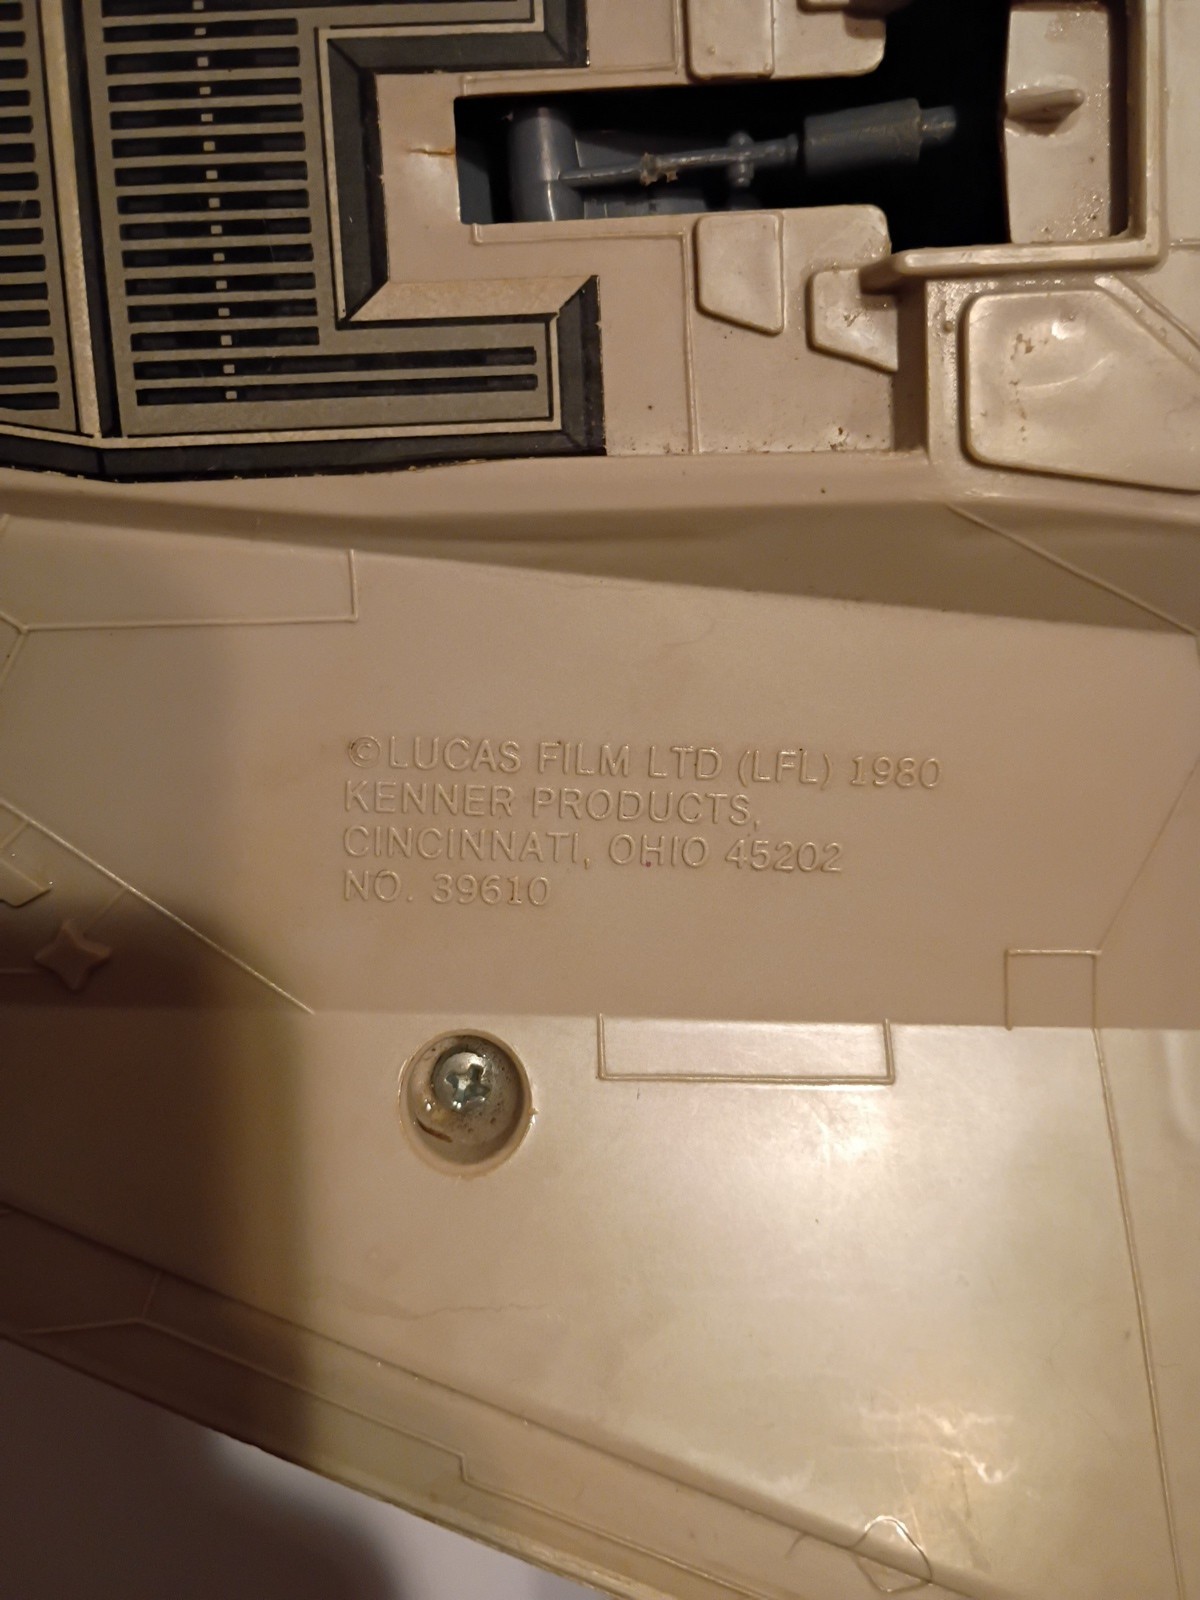 ©LUCAS FILM LTD (LFL) 1980
KENNER PRODUCTS,
CINCINNATI, OHIO 45202
NO. 39610